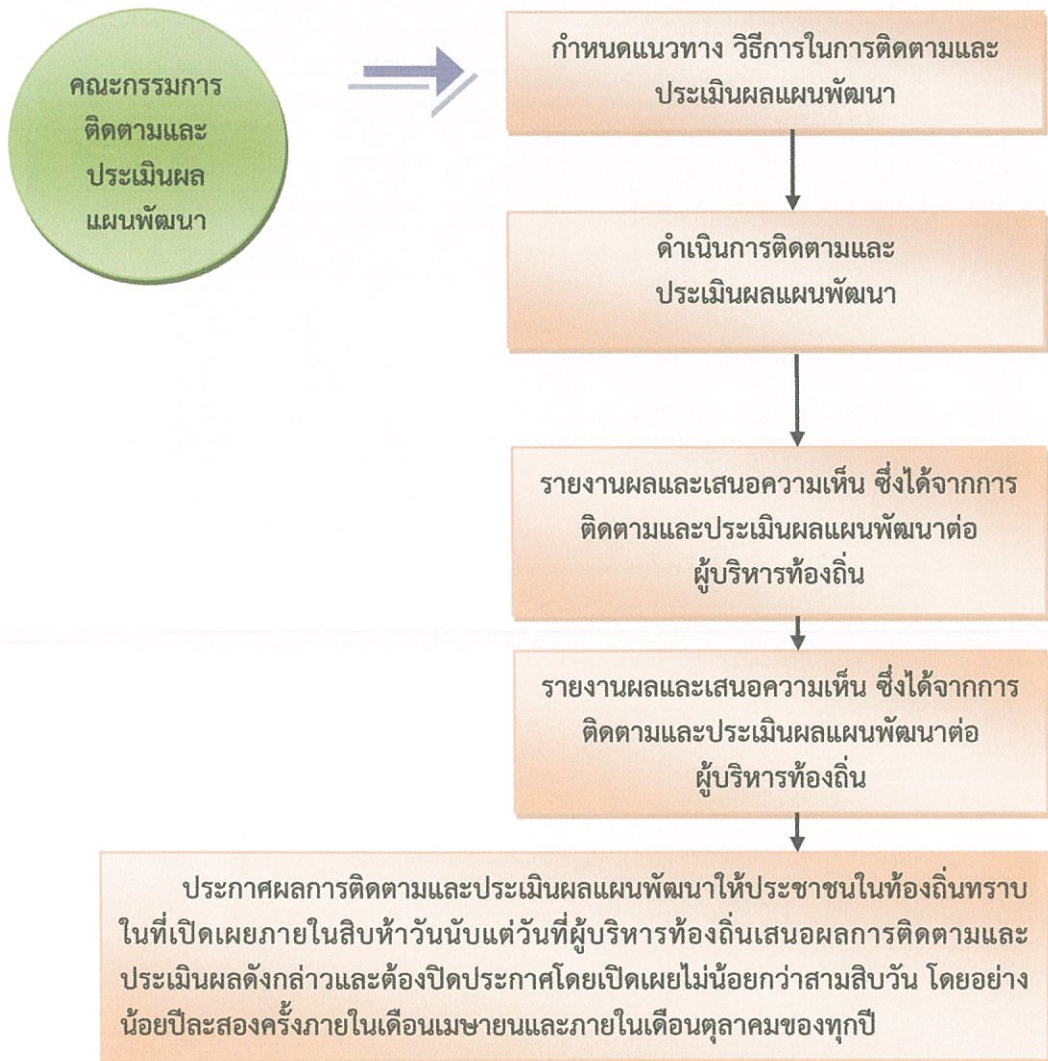 คณะกรรมการ
ติดตามและ
ประเมินผล
แผนพัฒนา
กำหนดแนวทาง วิธีการในการติดตามและ
ประเมินผลแผนพัฒนา
ดำเนินการติดตามและ
ประเมินผลแผนพัฒนา
รายงานผลและเสนอความเห็น ซึ่งได้จากการ
ติดตามและประเมินผลแผนพัฒนาต่อ
ผู้บริหารท้องถิ่น
รายงานผลและเสนอความเห็น ซึ่งได้จากการ
ติดตามและประเมินผลแผนพัฒนาต่อ
ผู้บริหารท้องถิ่น
ประกาศผลการติดตามและประเมินผลแผนพัฒนาให้ประชาชนในท้องถิ่นทราบ
ในที่เปิดเผยภายในสิบห้าวันนับแต่วันที่ผู้บริหารท้องถิ่นเสนอผลการติดตามและ
ประเมินผลดังกล่าวและต้องปิดประกาศโดยเปิดเผยไม่น้อยกว่าสามสิบวัน โดยอย่าง
น้อยปีละสองครั้งภายในเดือนเมษายนและภายในเดือนตุลาคมของทุกปี